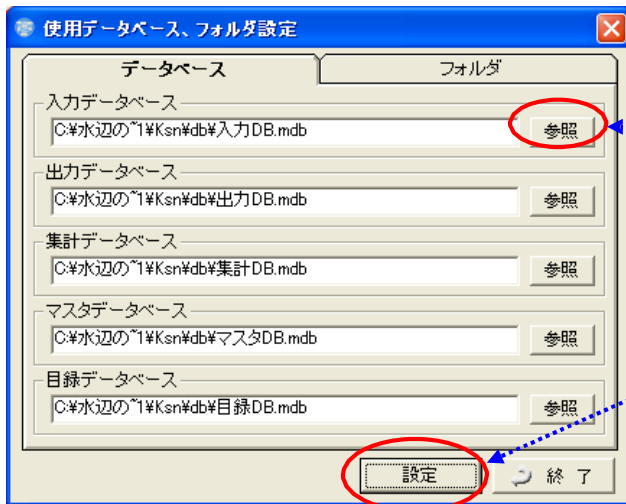 使用データベース、フォルダ設定
データベース フォルダ
入力データベース
C:¥水辺の~1¥Ksn¥db¥入力DB.mdb 参照
出力データベース
C:¥水辺の~1¥Ksn¥db¥出力DB.mdb 参照
集計データベース
C:¥水辺の~1¥Ksn¥db¥集計DB.mdb 参照
マスタデータベース
C:¥水辺の~1¥Ksn¥db¥マスタDB.mdb 参照
目録データベース
C:¥水辺の~1¥Ksn¥db¥目録DB.mdb 参照
設定 終 了